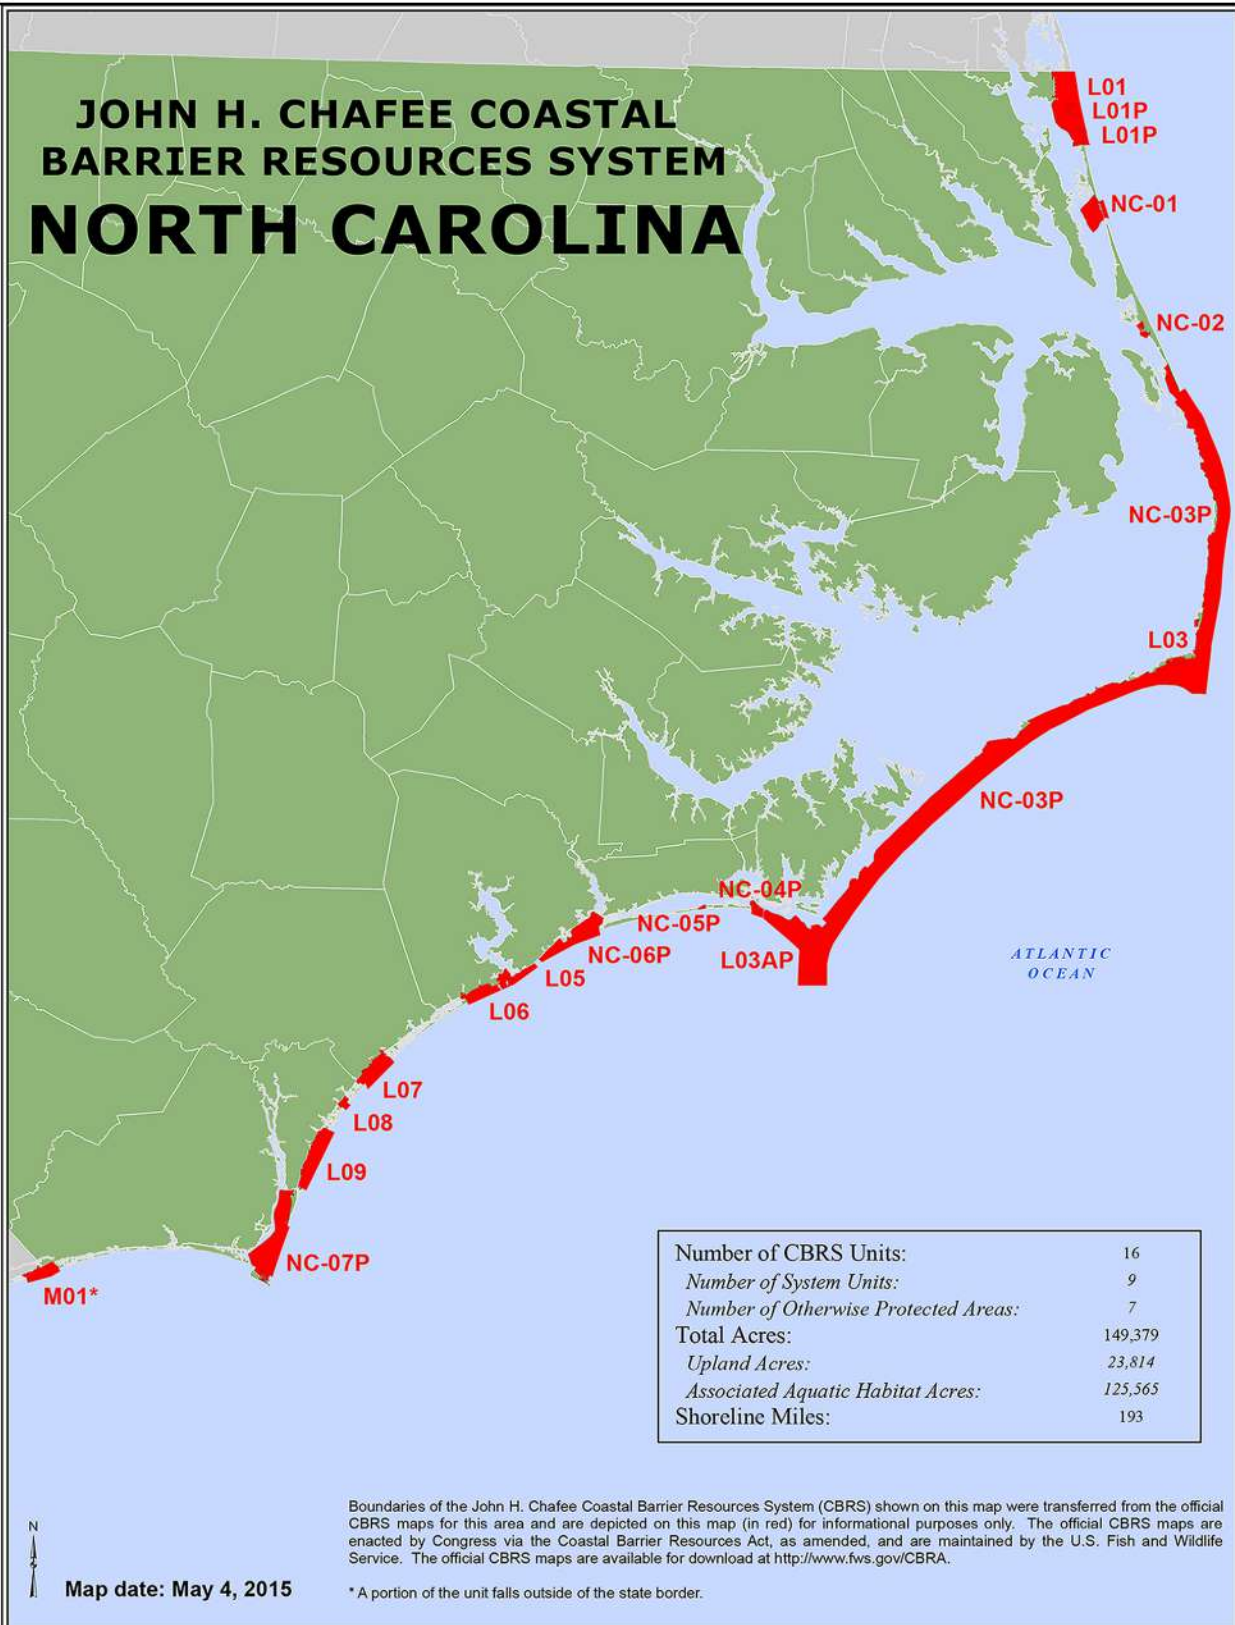 JOHN H. CHAFEE COASTAL
BARRIER RESOURCES SYSTEM
NORTH CAROLINA
L01
L01P
L01P
NC-01
NC-02
NC-03P
L03
NC-03P
NC-04P
NC-05P
NC-06P
L03AP
L05
L06
ATLANTIC
OCEAN
L07
L08
L09
NC-07P
M01*
Number of CBRS Units: 16
Number of System Units: 9
Number of Otherwise Protected Areas: 7
Total Acres: 149,379
Upland Acres: 23,814
Associated Aquatic Habitat Acres: 125,565
Shoreline Miles: 193
Boundaries of the John H. Chafee Coastal Barrier Resources System (CBRS) shown on this map were transferred from the official
CBRS maps for this area and are depicted on this map (in red) for informational purposes only. The official CBRS maps are
enacted by Congress via the Coastal Barrier Resources Act, as amended, and are maintained by the U.S. Fish and Wildlife
Service. The official CBRS maps are available for download at http://www.fws.gov/CBRA.
N
Map date: May 4, 2015
* A portion of the unit falls outside of the state border.